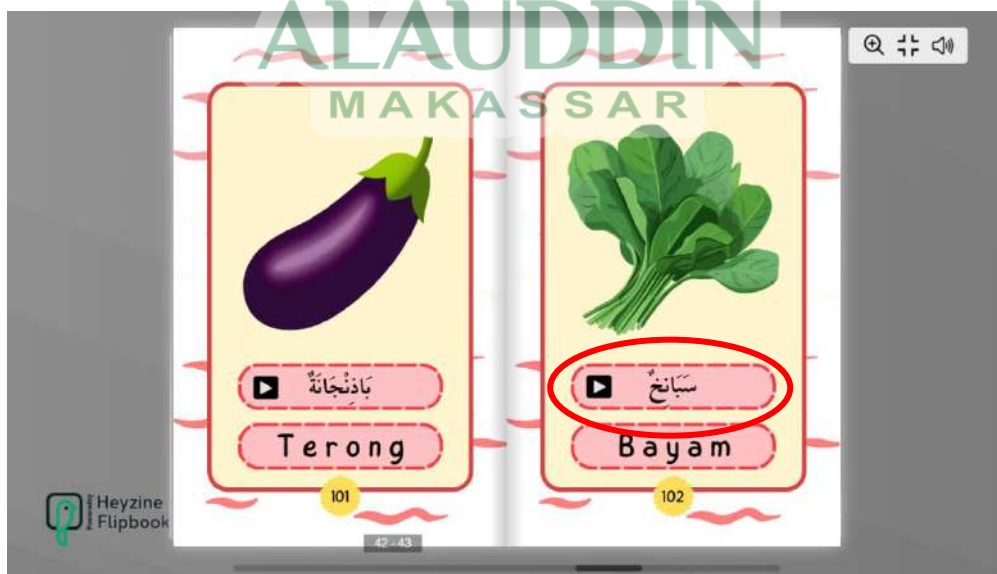 ALAUDDIN
MAKASSAR
بَاذِنْجَانَةٌ
Terong
101
سَبَانِخٌ
Bayam
102
Heyzine
Flipbook
42 - 43